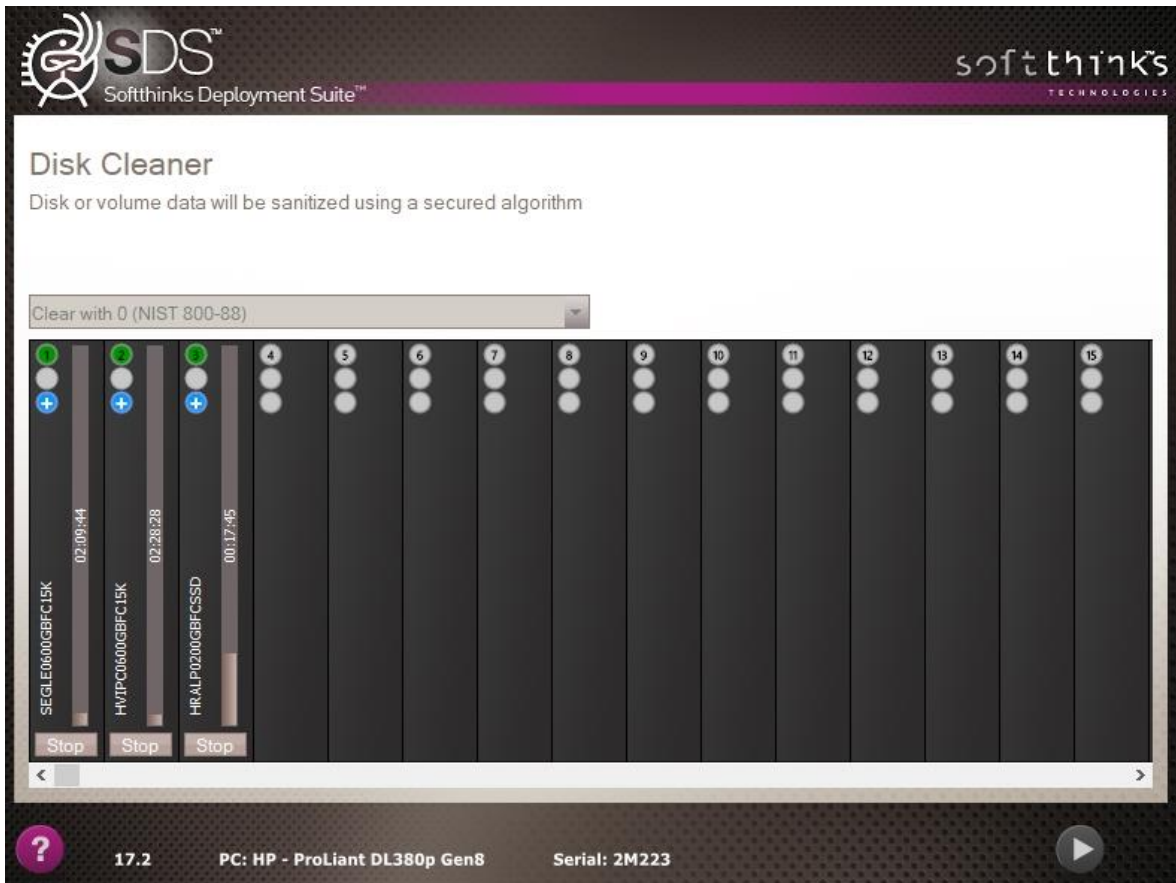 SDS™
Softthinks Deployment Suite™
softthinks
TECHNOLOGIES
Disk Cleaner
Disk or volume data will be sanitized using a secured algorithm
Clear with 0 (NIST 800-88)
1 2 3 4 5 6 7 8 9 10 11 12 13 14 15
SEGLE0600GBFC15K
02:09:44
HVIPC0600GBFC15K
02:28:28
HRALP0200GBFCSSD
00:17:45
Stop Stop Stop
? 17.2 PC: HP - ProLiant DL380p Gen8 Serial: 2M223